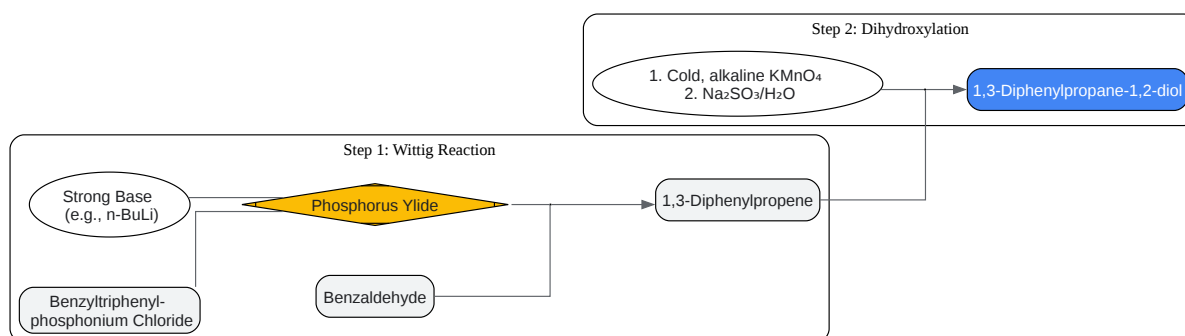 Step 2: Dihydroxylation
1. Cold, alkaline KMnO₄
2. Na₂SO₃/H₂O
1,3-Diphenylpropane-1,2-diol
Step 1: Wittig Reaction
Strong Base
(e.g., n-BuLi)
Phosphorus Ylide
1,3-Diphenylpropene
Benzyltriphenyl-
phosphonium Chloride
Benzaldehyde